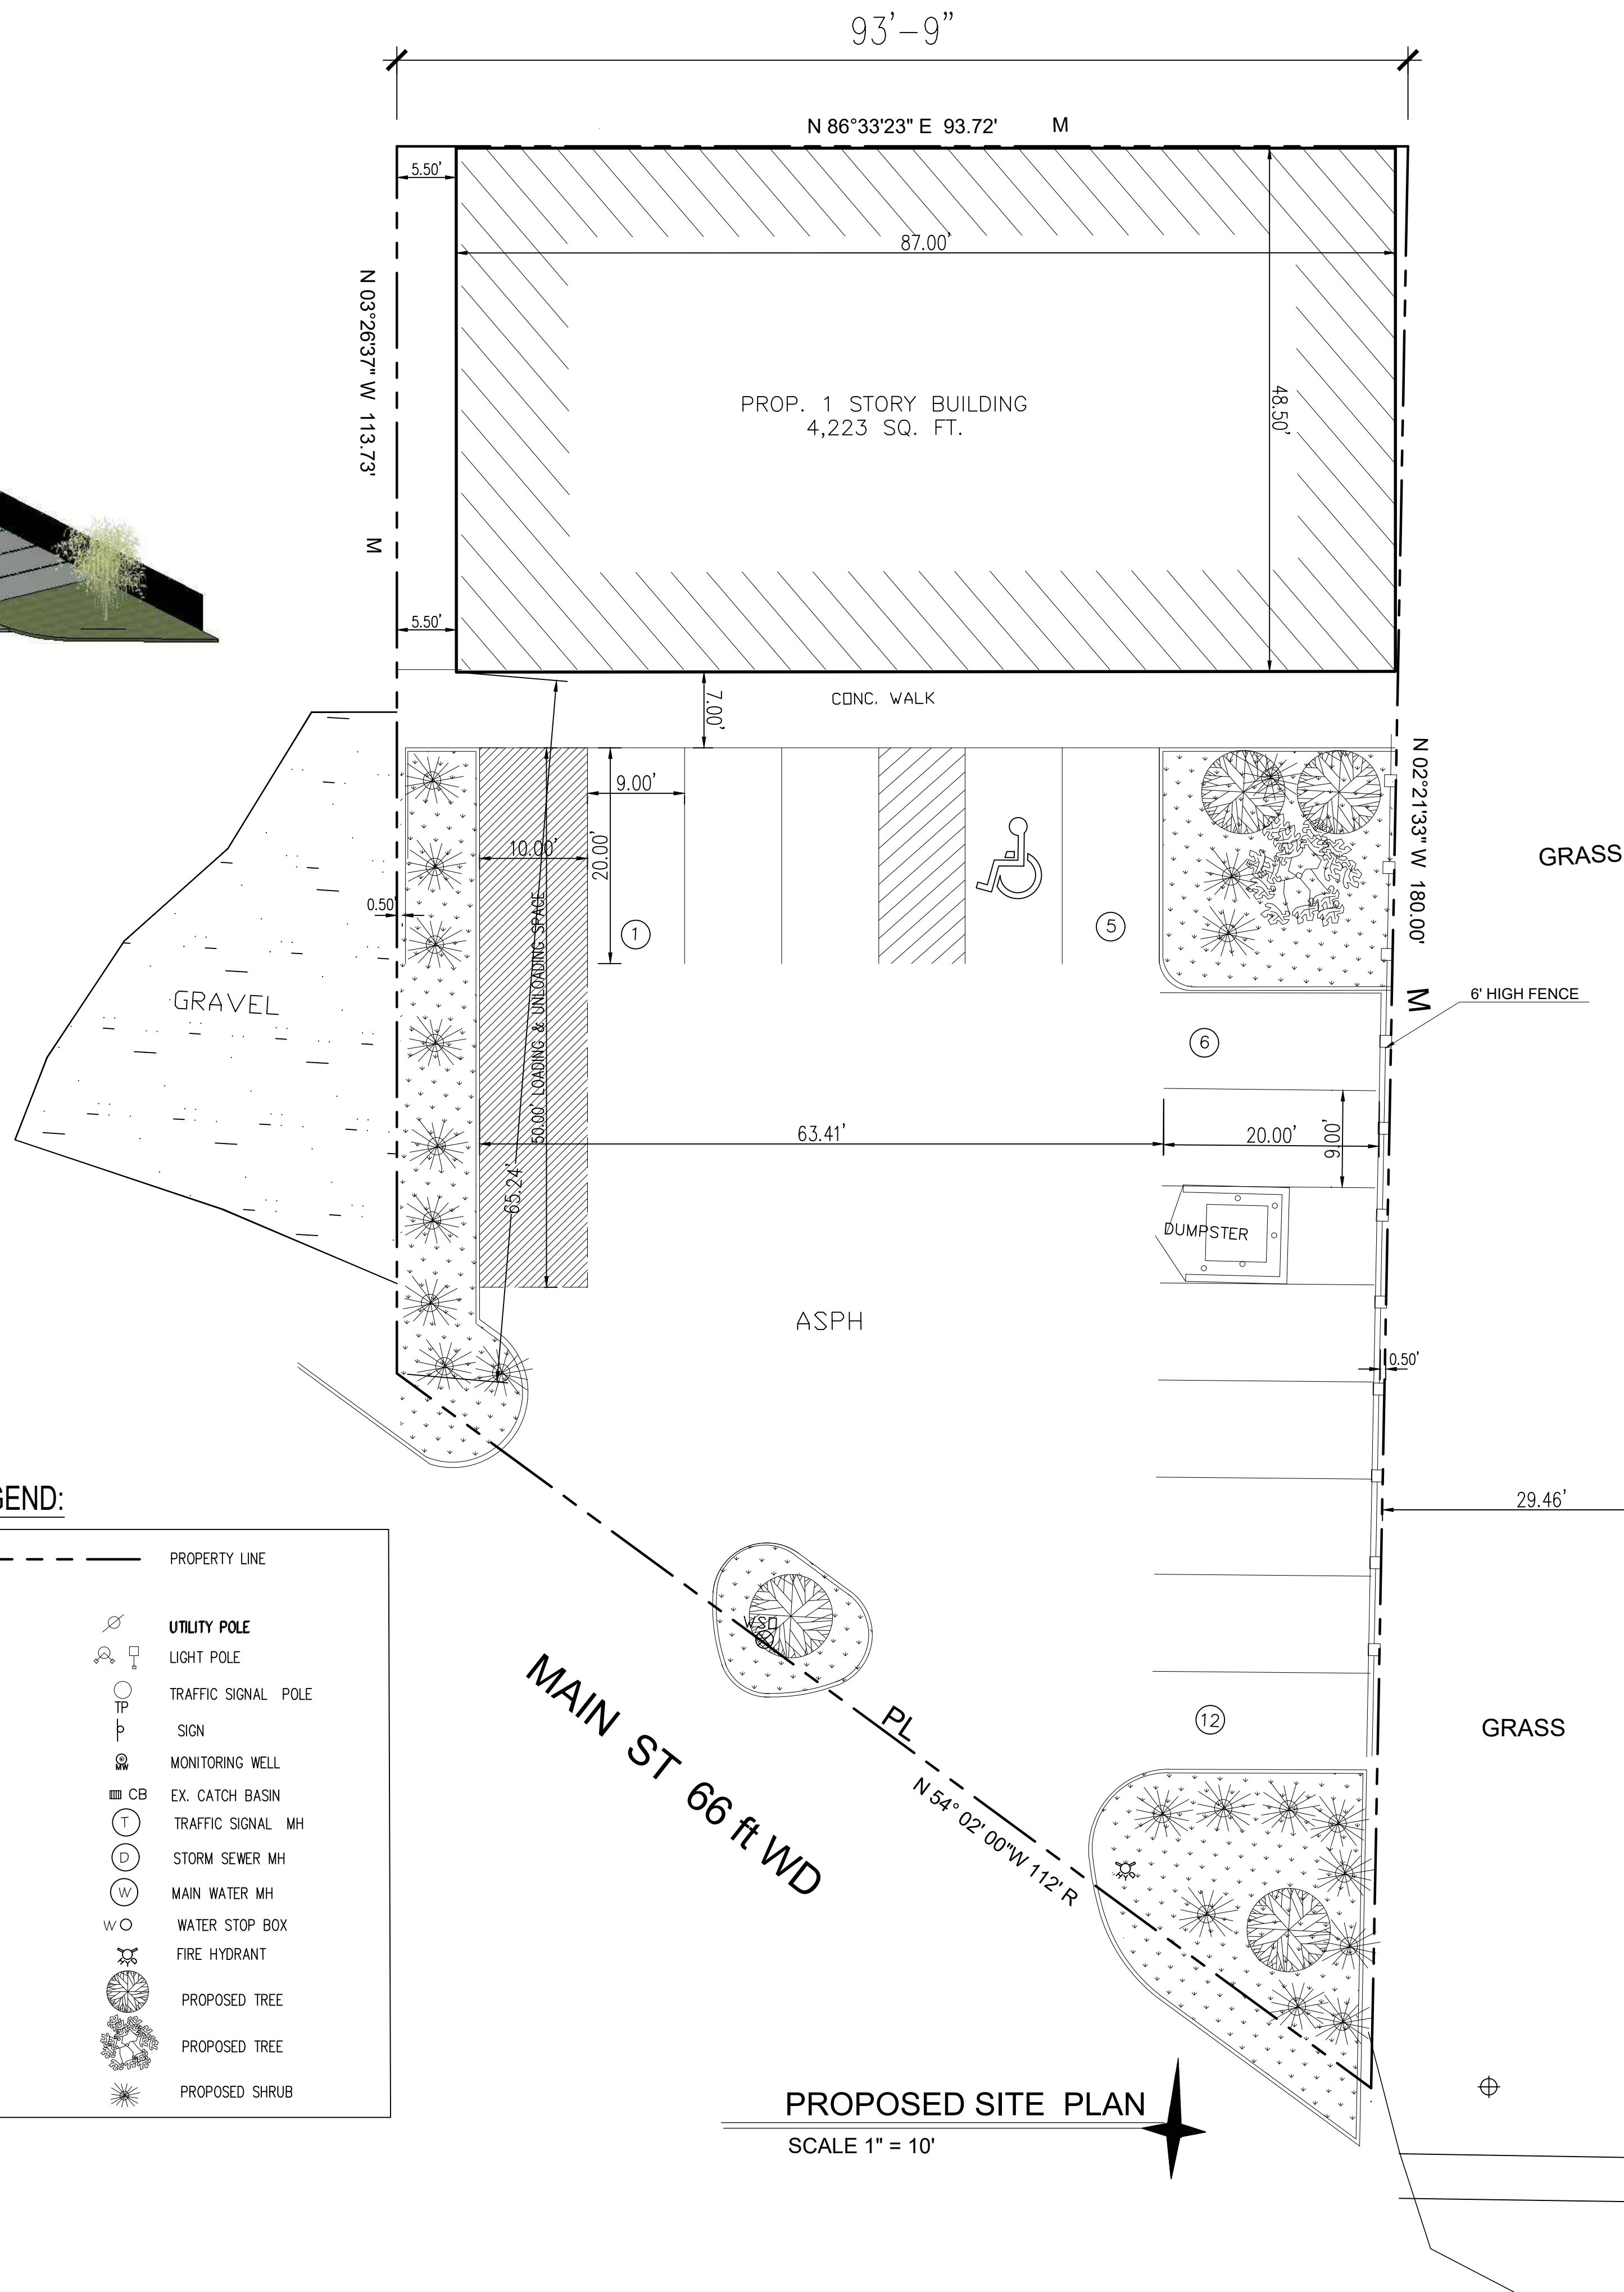 93'-9"
N 86°33'23" E 93.72' M
5.50'
87.00'
N 03°26'37" W 113.73' M
48.50'
PROP. 1 STORY BUILDING
4,223 SQ. FT.
5.50'
7.00'
CONC. WALK
N 02°21'33" W 180.00' M
9.00'
10.00'
20.00'
GRASS
0.50'
1
5
50.00' LOADING & UNLOADING SPACE
GRAVEL
6' HIGH FENCE
6
63.41'
20.00'
9.00'
65.24'
DUMPSTER
ASPH
0.50'
GEND:
29.46'
PROPERTY LINE
UTILITY POLE
LIGHT POLE
TP TRAFFIC SIGNAL POLE
SIGN
MW MONITORING WELL
CB EX. CATCH BASIN
T TRAFFIC SIGNAL MH
D STORM SEWER MH
W MAIN WATER MH
W WATER STOP BOX
FIRE HYDRANT
PROPOSED TREE
PROPOSED TREE
PROPOSED SHRUB
WSO
MAIN ST 66 ft WD
PL
N 54° 02' 00"W 112' R
12
GRASS
PROPOSED SITE PLAN
SCALE 1" = 10'